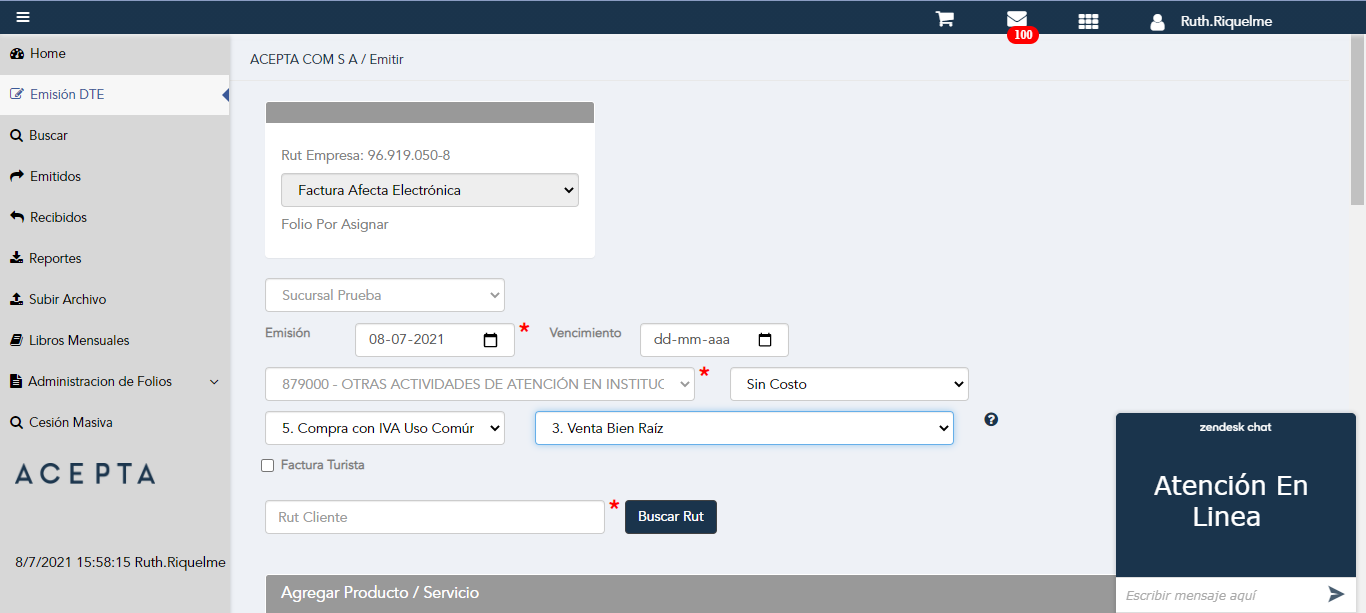 100
Ruth.Riquelme
Home
Emisión DTE
Buscar
Emitidos
Recibidos
Reportes
Subir Archivo
Libros Mensuales
Administracion de Folios
Cesión Masiva
ACEPTA
8/7/2021 15:58:15 Ruth.Riquelme
ACEPTA COM S A / Emitir
Rut Empresa: 96.919.050-8
Factura Afecta Electrónica
Folio Por Asignar
Sucursal Prueba
Emisión 08-07-2021 * Vencimiento dd-mm-aaa
879000 - OTRAS ACTIVIDADES DE ATENCIÓN EN INSTITUC * Sin Costo
5. Compra con IVA Uso Comúr 3. Venta Bien Raíz ?
Factura Turista
Rut Cliente * Buscar Rut
Agregar Producto / Servicio
zendesk chat
Atención En
Linea
Escribir mensaje aquí